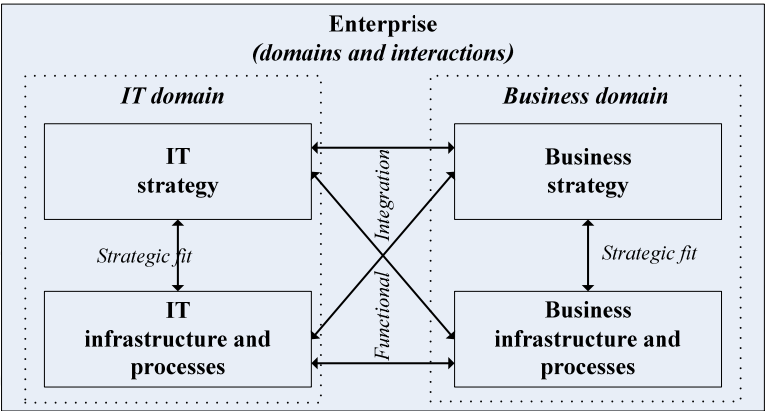 Enterprise
(domains and interactions)
IT domain
Business domain
IT
strategy
Business
strategy
Functional Integration
Strategic fit
Strategic fit
IT
infrastructure and
processes
Business
infrastructure and
processes